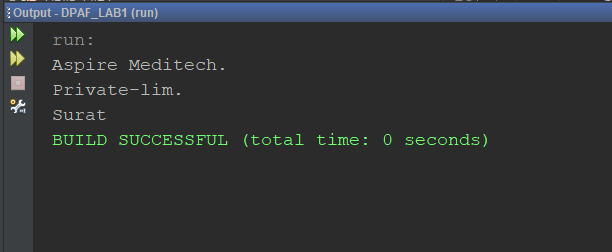 Output - DPAF_LAB1 (run)
run:
Aspire Meditech.
Private-lim.
Surat
BUILD SUCCESSFUL (total time: 0 seconds)